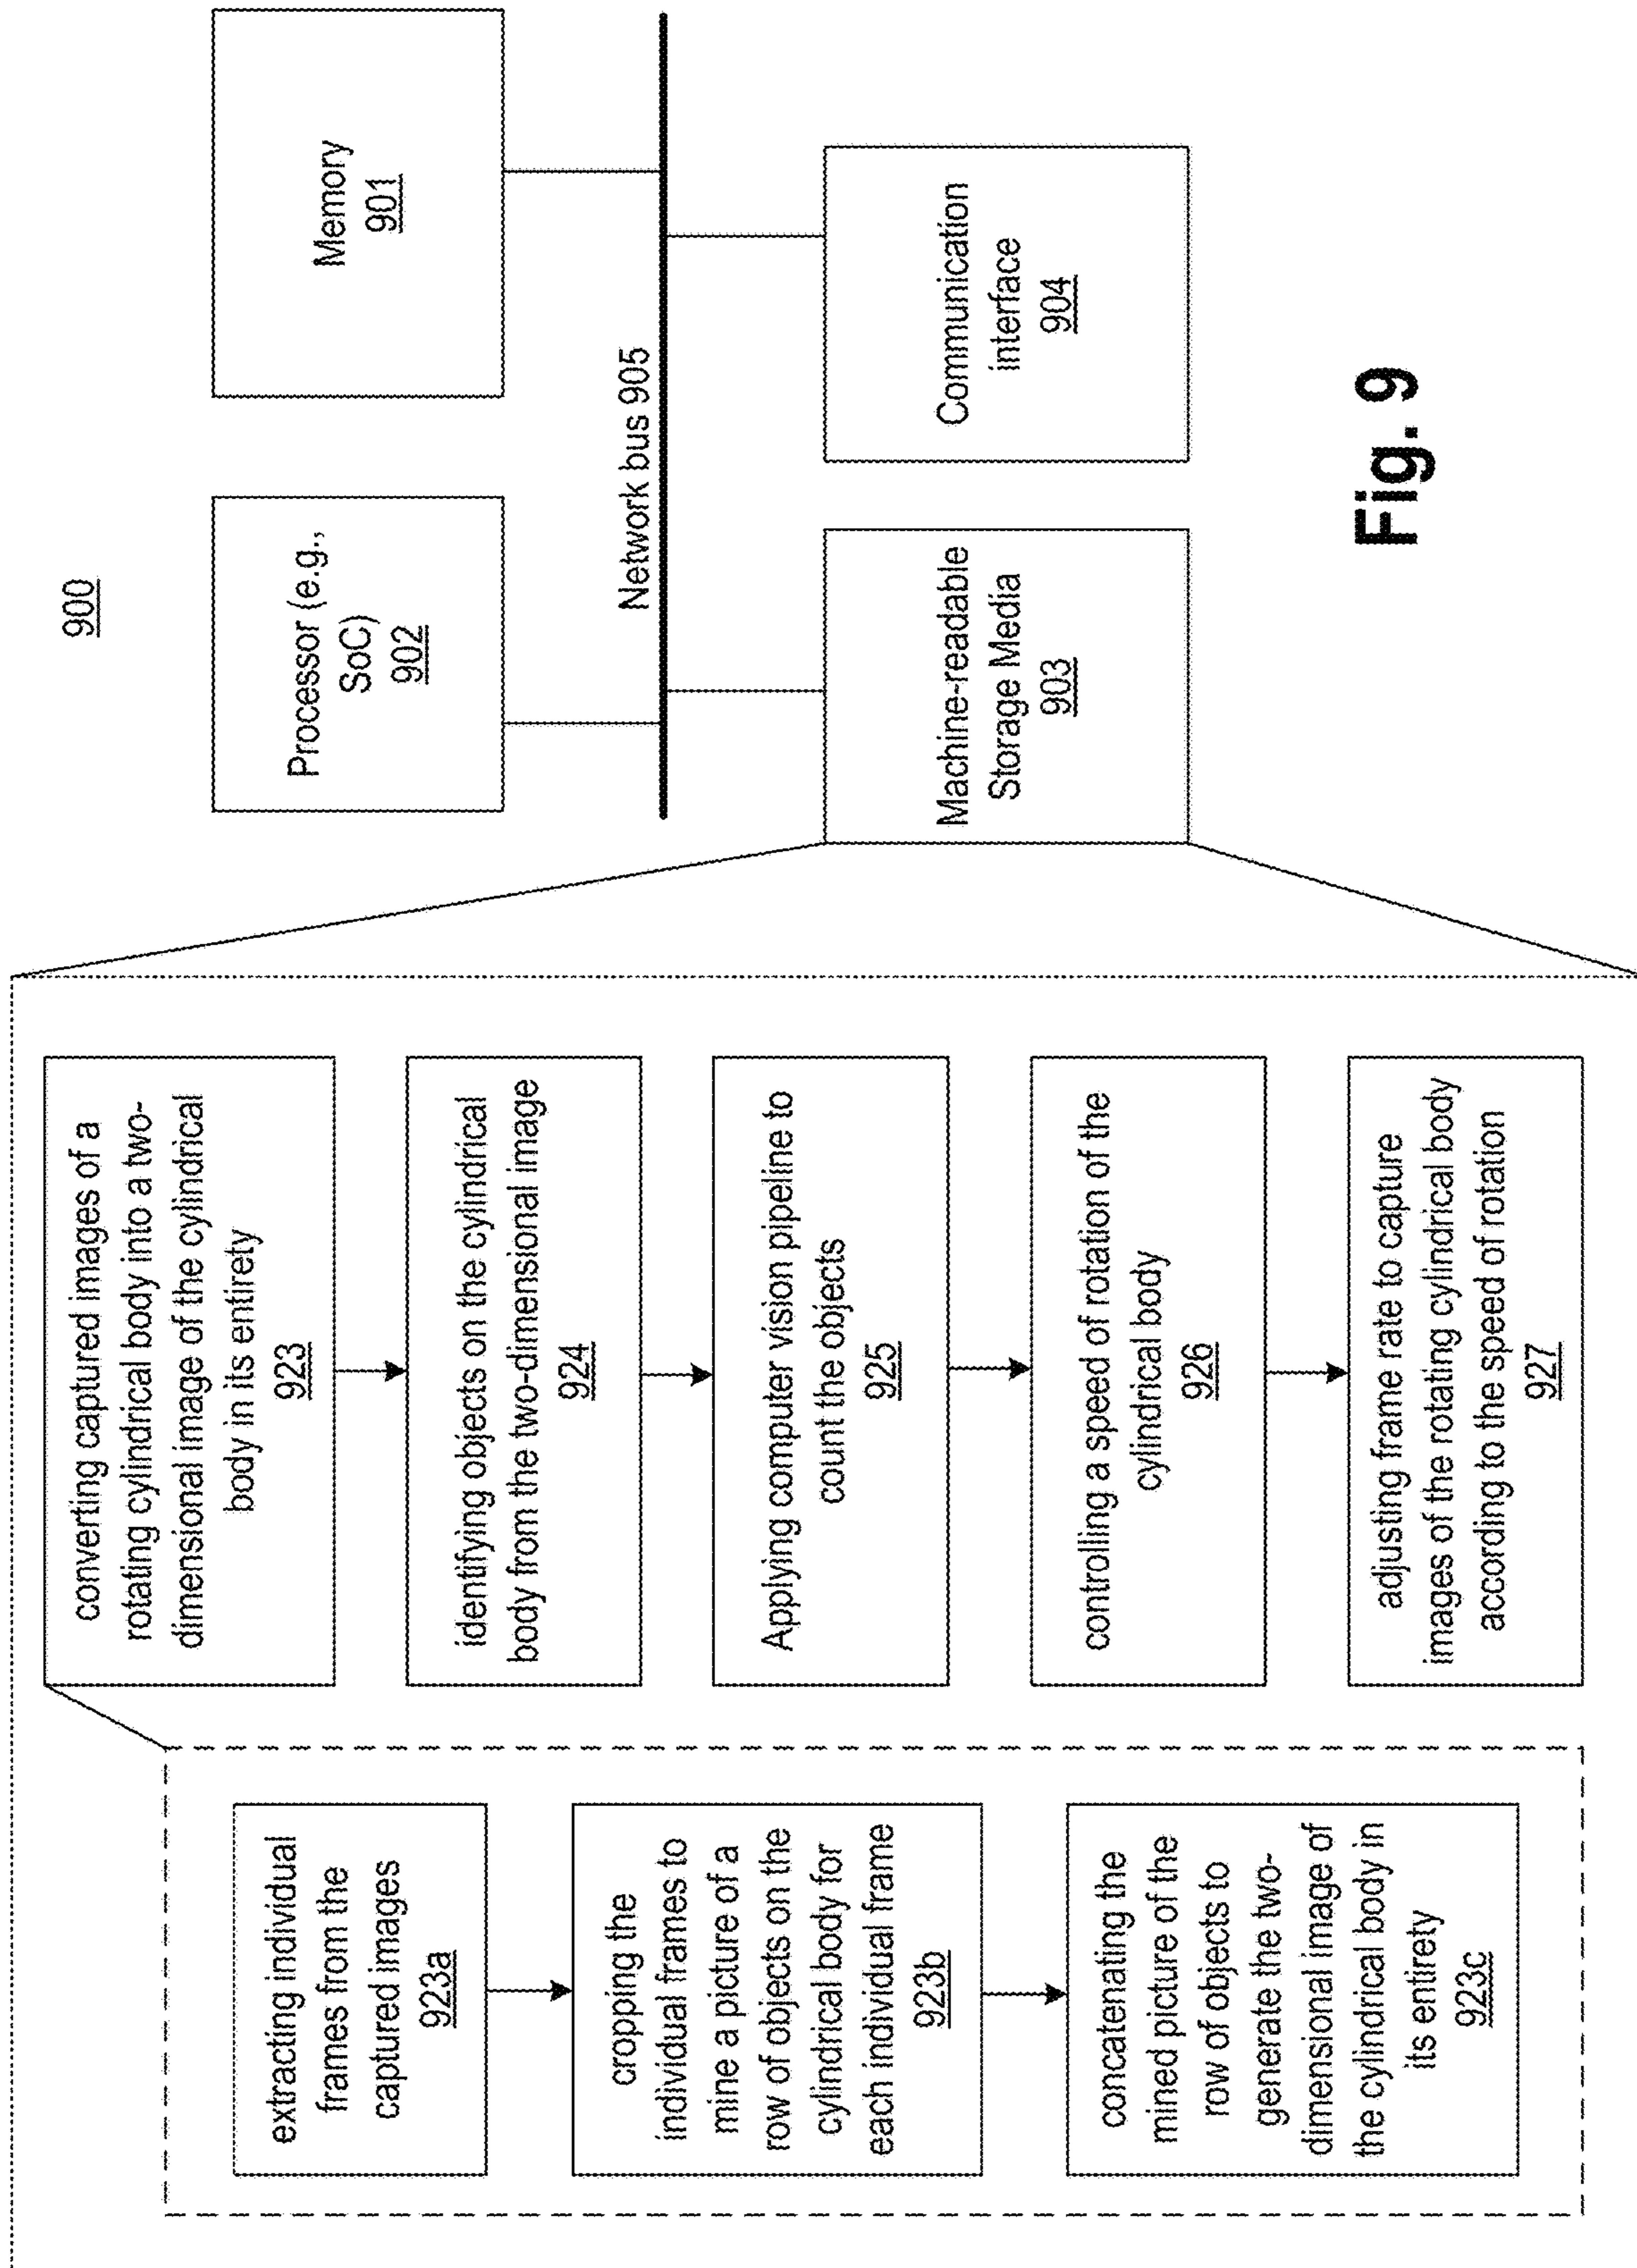 900
Processor (e.g.,
SoC)
902
Memory
901
Network bus 905
Machine-readable
Storage Media
903
Communication
interface
904
converting captured images of a
rotating cylindrical body into a two-
dimensional image of the cylindrical
body in its entirety
923
identifying objects on the cylindrical
body from the two-dimensional image
924
Applying computer vision pipeline to
count the objects
925
controlling a speed of rotation of the
cylindrical body
926
adjusting frame rate to capture
images of the rotating cylindrical body
according to the speed of rotation
927
extracting individual
frames from the
captured images
923a
cropping the
individual frames to
mine a picture of a
row of objects on the
cylindrical body for
each individual frame
923b
concatenating the
mined picture of the
row of objects to
generate the two-
dimensional image of
the cylindrical body in
its entirety
923c
Fig. 9